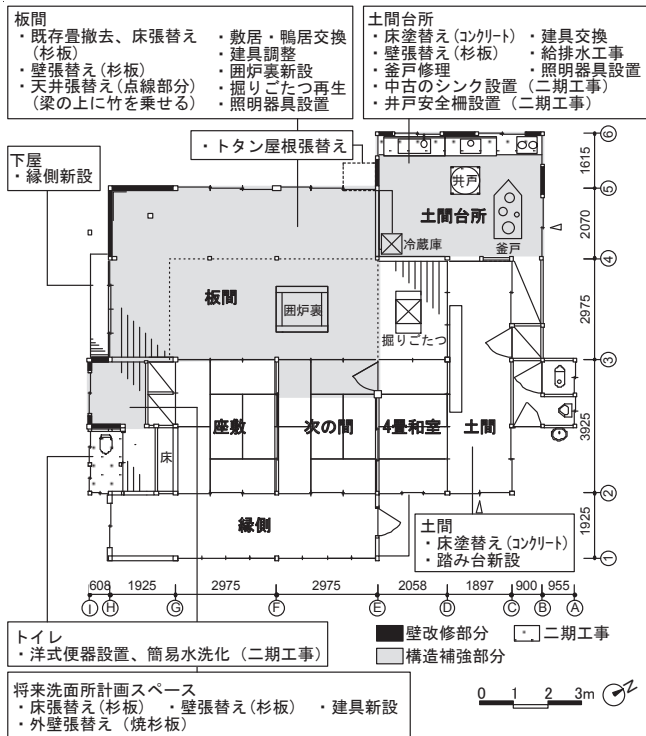 板間
・既存畳撤去、床張替え
(杉板)
・壁張替え(杉板)
・天井張替え(点線部分)
(梁の上に竹を乗せる)
・敷居・鴨居交換
・建具調整
・囲炉裏新設
・掘りごたつ再生
・照明器具設置
土間台所
・床塗替え(コンクリート)
・壁張替え(杉板)
・釜戸修理
・中古のシンク設置(二期工事)
・井戸安全柵設置(二期工事)
・建具交換
・給排水工事
・照明器具設置
・トタン屋根張替え
下屋
・縁側新設
井戸
土間台所
冷蔵庫
釜戸
板間
囲炉裏
掘りごたつ
座敷
次の間
4畳和室
土間
床
縁側
土間
・床塗替え(コンクリート)
・踏み台新設
⑥
1615
⑤
2070
④
2975
③
3925
②
1925
①
608
1925
2975
2975
2058
1897
900
955
Ⓘ
Ⓗ
Ⓖ
Ⓕ
Ⓔ
Ⓓ
Ⓒ
Ⓑ
Ⓐ
トイレ
・洋式便器設置、簡易水洗化(二期工事)
壁改修部分
二期工事
構造補強部分
将来洗面所計画スペース
・床張替え(杉板) ・壁張替え(杉板) ・建具新設
・外壁張替え(焼杉板)
0 1 2 3m
N